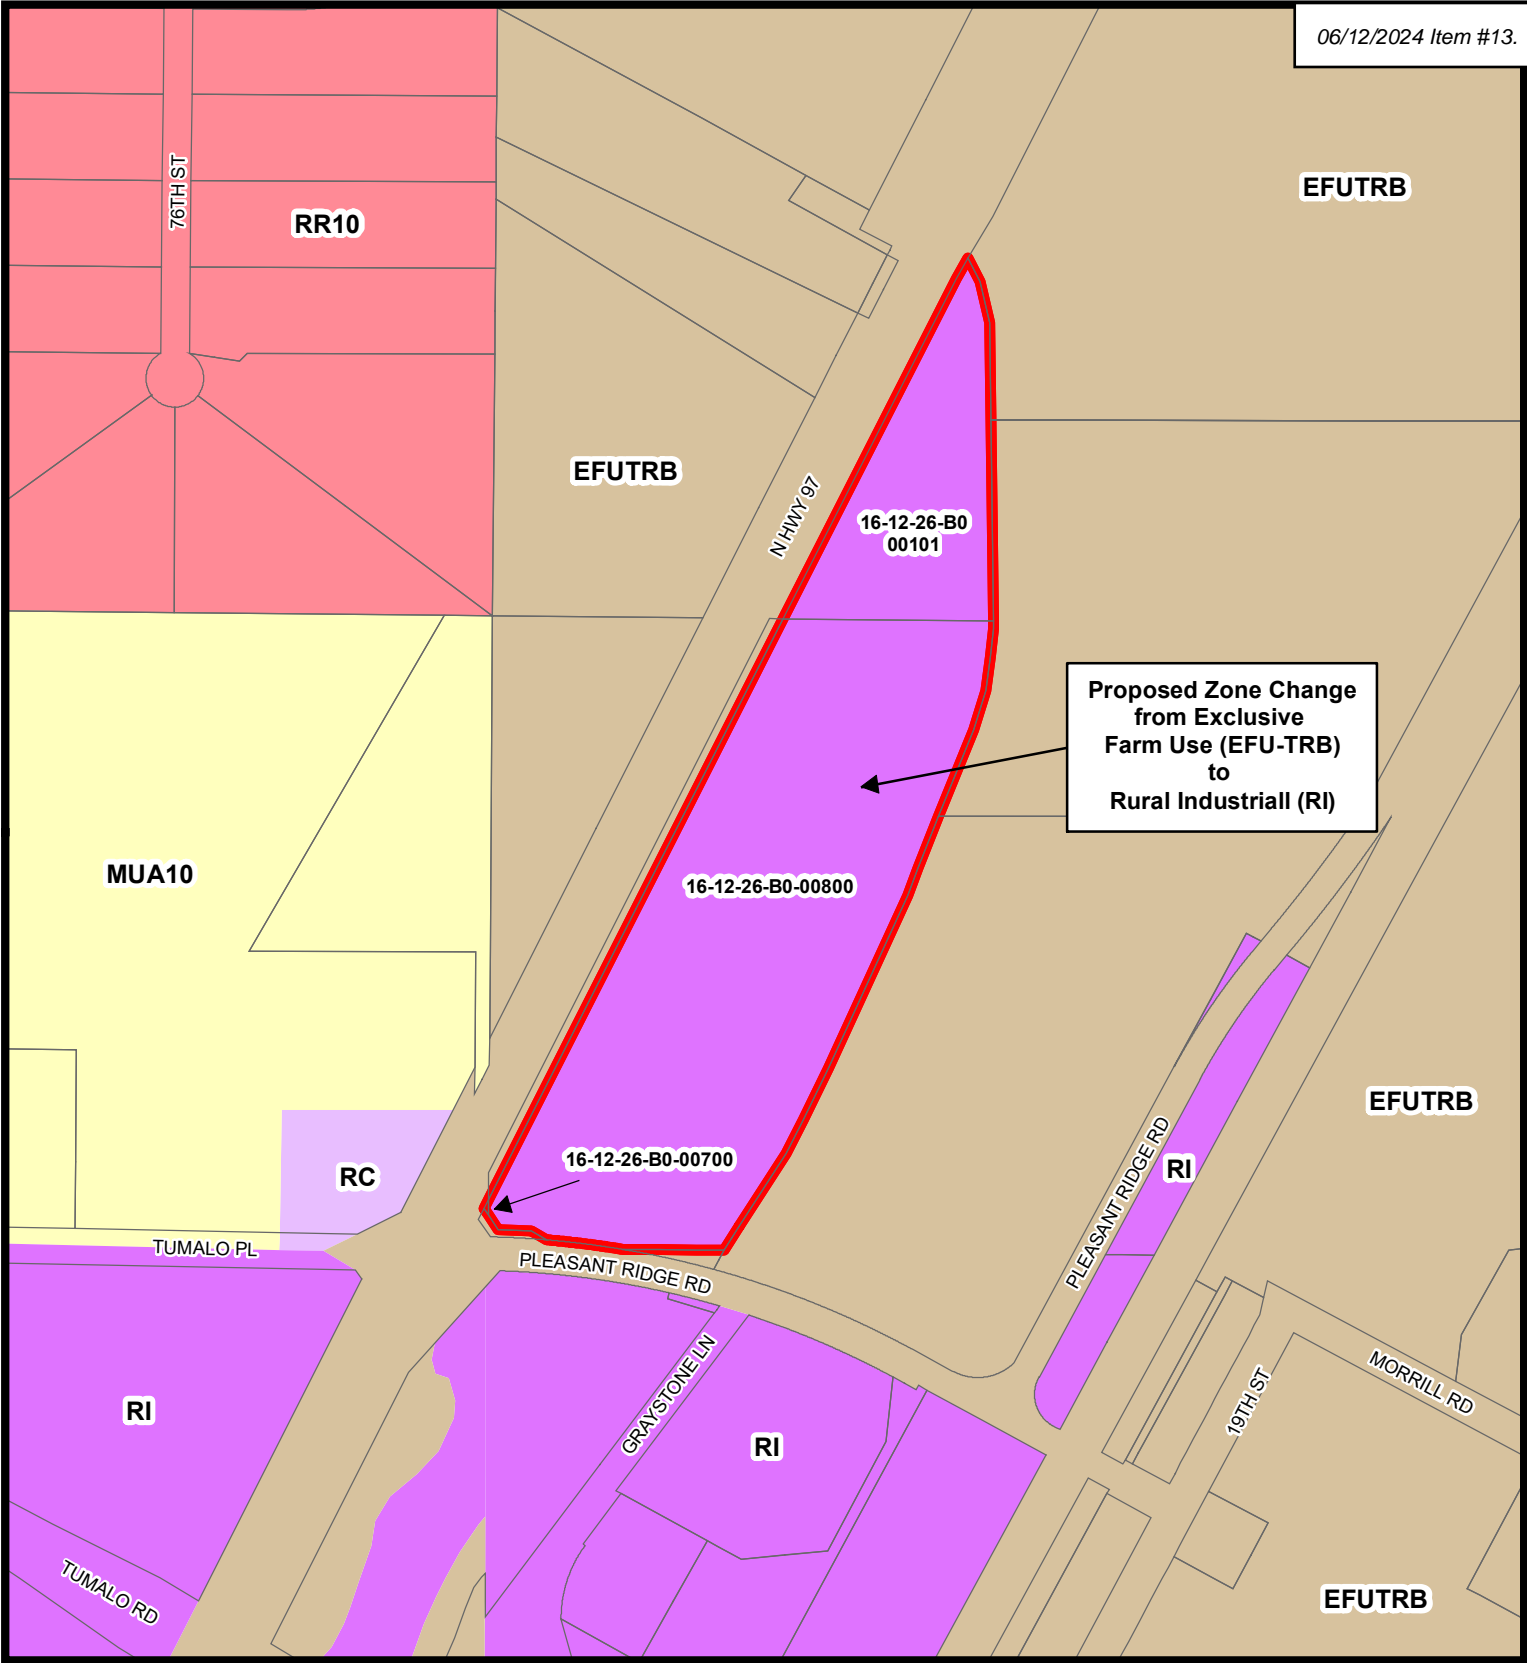 06/12/2024 Item #13.
76TH ST
RR10
EFUTRB
EFUTRB
N HWY 97
16-12-26-B0
00101
Proposed Zone Change
from Exclusive
Farm Use (EFU-TRB)
to
Rural Industriall (RI)
MUA10
16-12-26-B0-00800
EFUTRB
16-12-26-B0-00700
RC
PLEASANT RIDGE RD
RI
TUMALO PL
PLEASANT RIDGE RD
GRAYSTONE LN
MORRILL RD
19TH ST
RI
RI
TUMALO RD
EFUTRB